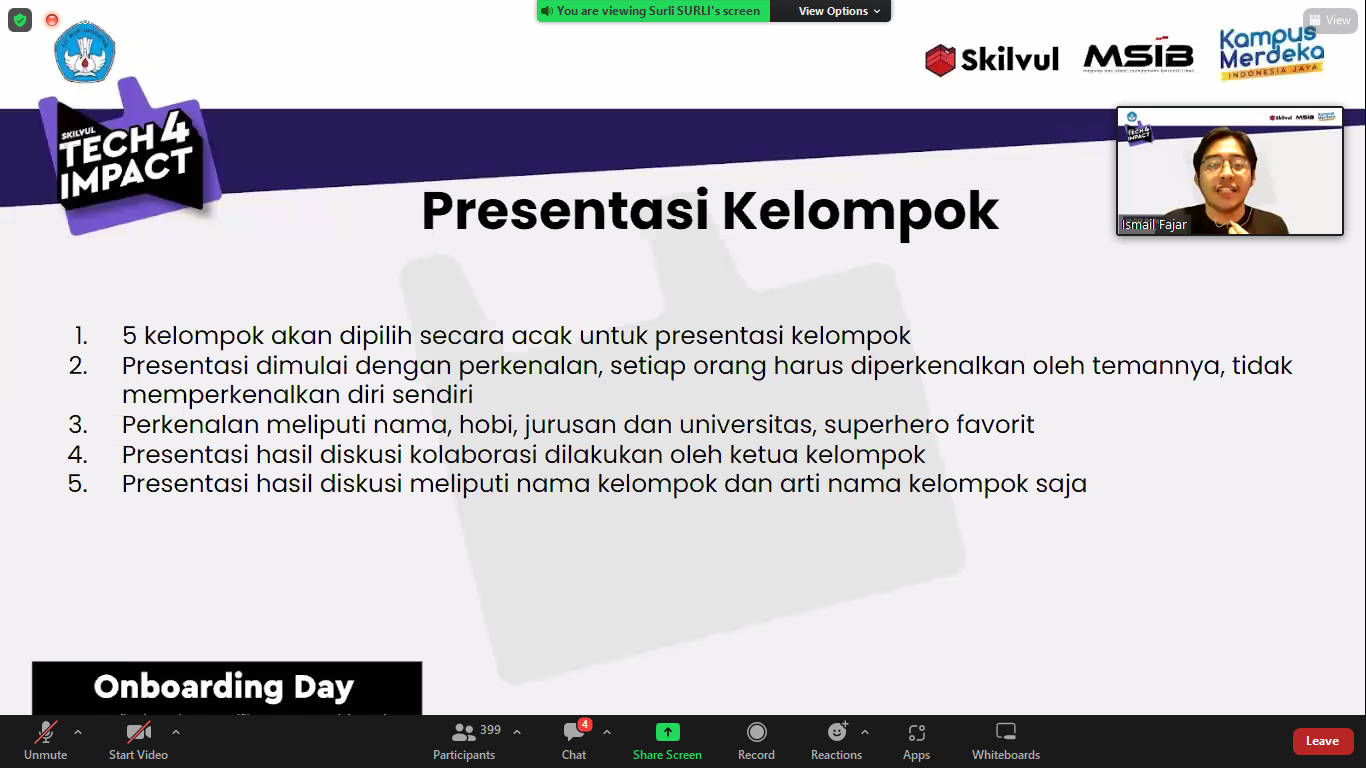 You are viewing Surli SURLI's screen
View Options
View
Skilvul
MSIB
Kampus
Merdeka
INDONESIA JAYA
SKILVUL
TECH 4
IMPACT
Skilvul
MSIB
TECH 4
IMPACT
Ismail Fajar
Presentasi Kelompok
1. 5 kelompok akan dipilih secara acak untuk presentasi kelompok
2. Presentasi dimulai dengan perkenalan, setiap orang harus diperkenalkan oleh temannya, tidak
memperkenalkan diri sendiri
3. Perkenalan meliputi nama, hobi, jurusan dan universitas, superhero favorit
4. Presentasi hasil diskusi kolaborasi dilakukan oleh ketua kelompok
5. Presentasi hasil diskusi meliputi nama kelompok dan arti nama kelompok saja
Onboarding Day
399
4
Unmute
Start Video
Participants
Chat
Share Screen
Record
Reactions
Apps
Whiteboards
Leave